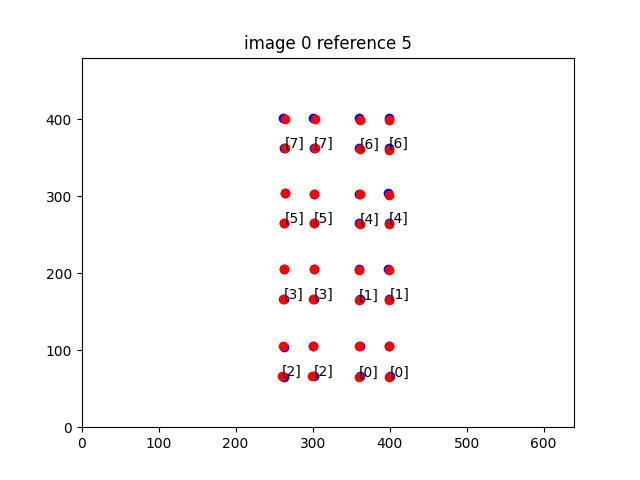 image 0 reference 5
400
[7] [7] [6] [6]
300
[5] [5] [4] [4]
200
[3] [3] [1] [1]
100
[2] [2] [0] [0]
0
0 100 200 300 400 500 600